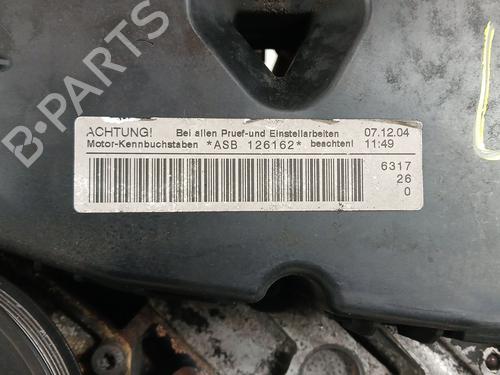 B-PARTS
ACHTUNG! Bei allen Pruef-und Einstellarbeiten 07.12.04
Motor-Kennbuchstaben *ASB 126162* beachten! 11:49
6317
26
0